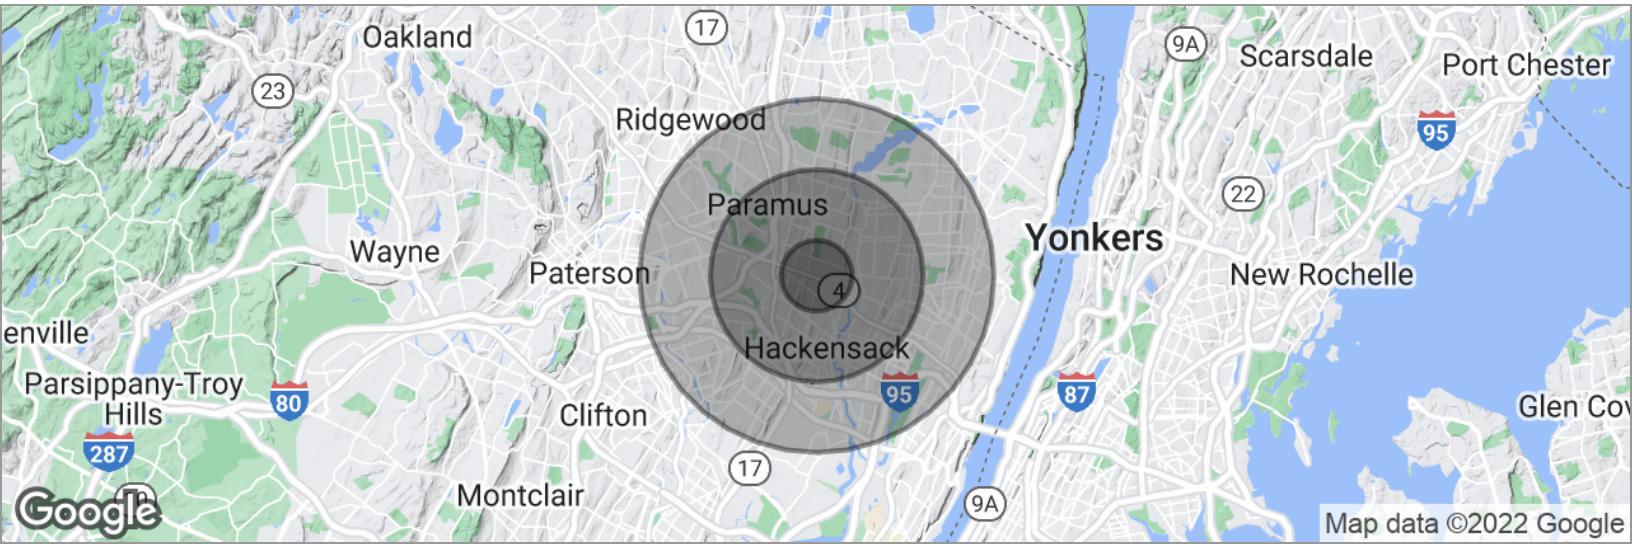 17
Oakland
9A
Scarsdale
Port Chester
23
Ridgewood
95
22
Paramus
Yonkers
Wayne
Paterson
New Rochelle
4
enville
Hackensack
Parsippany-Troy
Hills
80
95
87
Clifton
Glen Cov
287
17
Montclair
9A
Google
Map data ©2022 Google